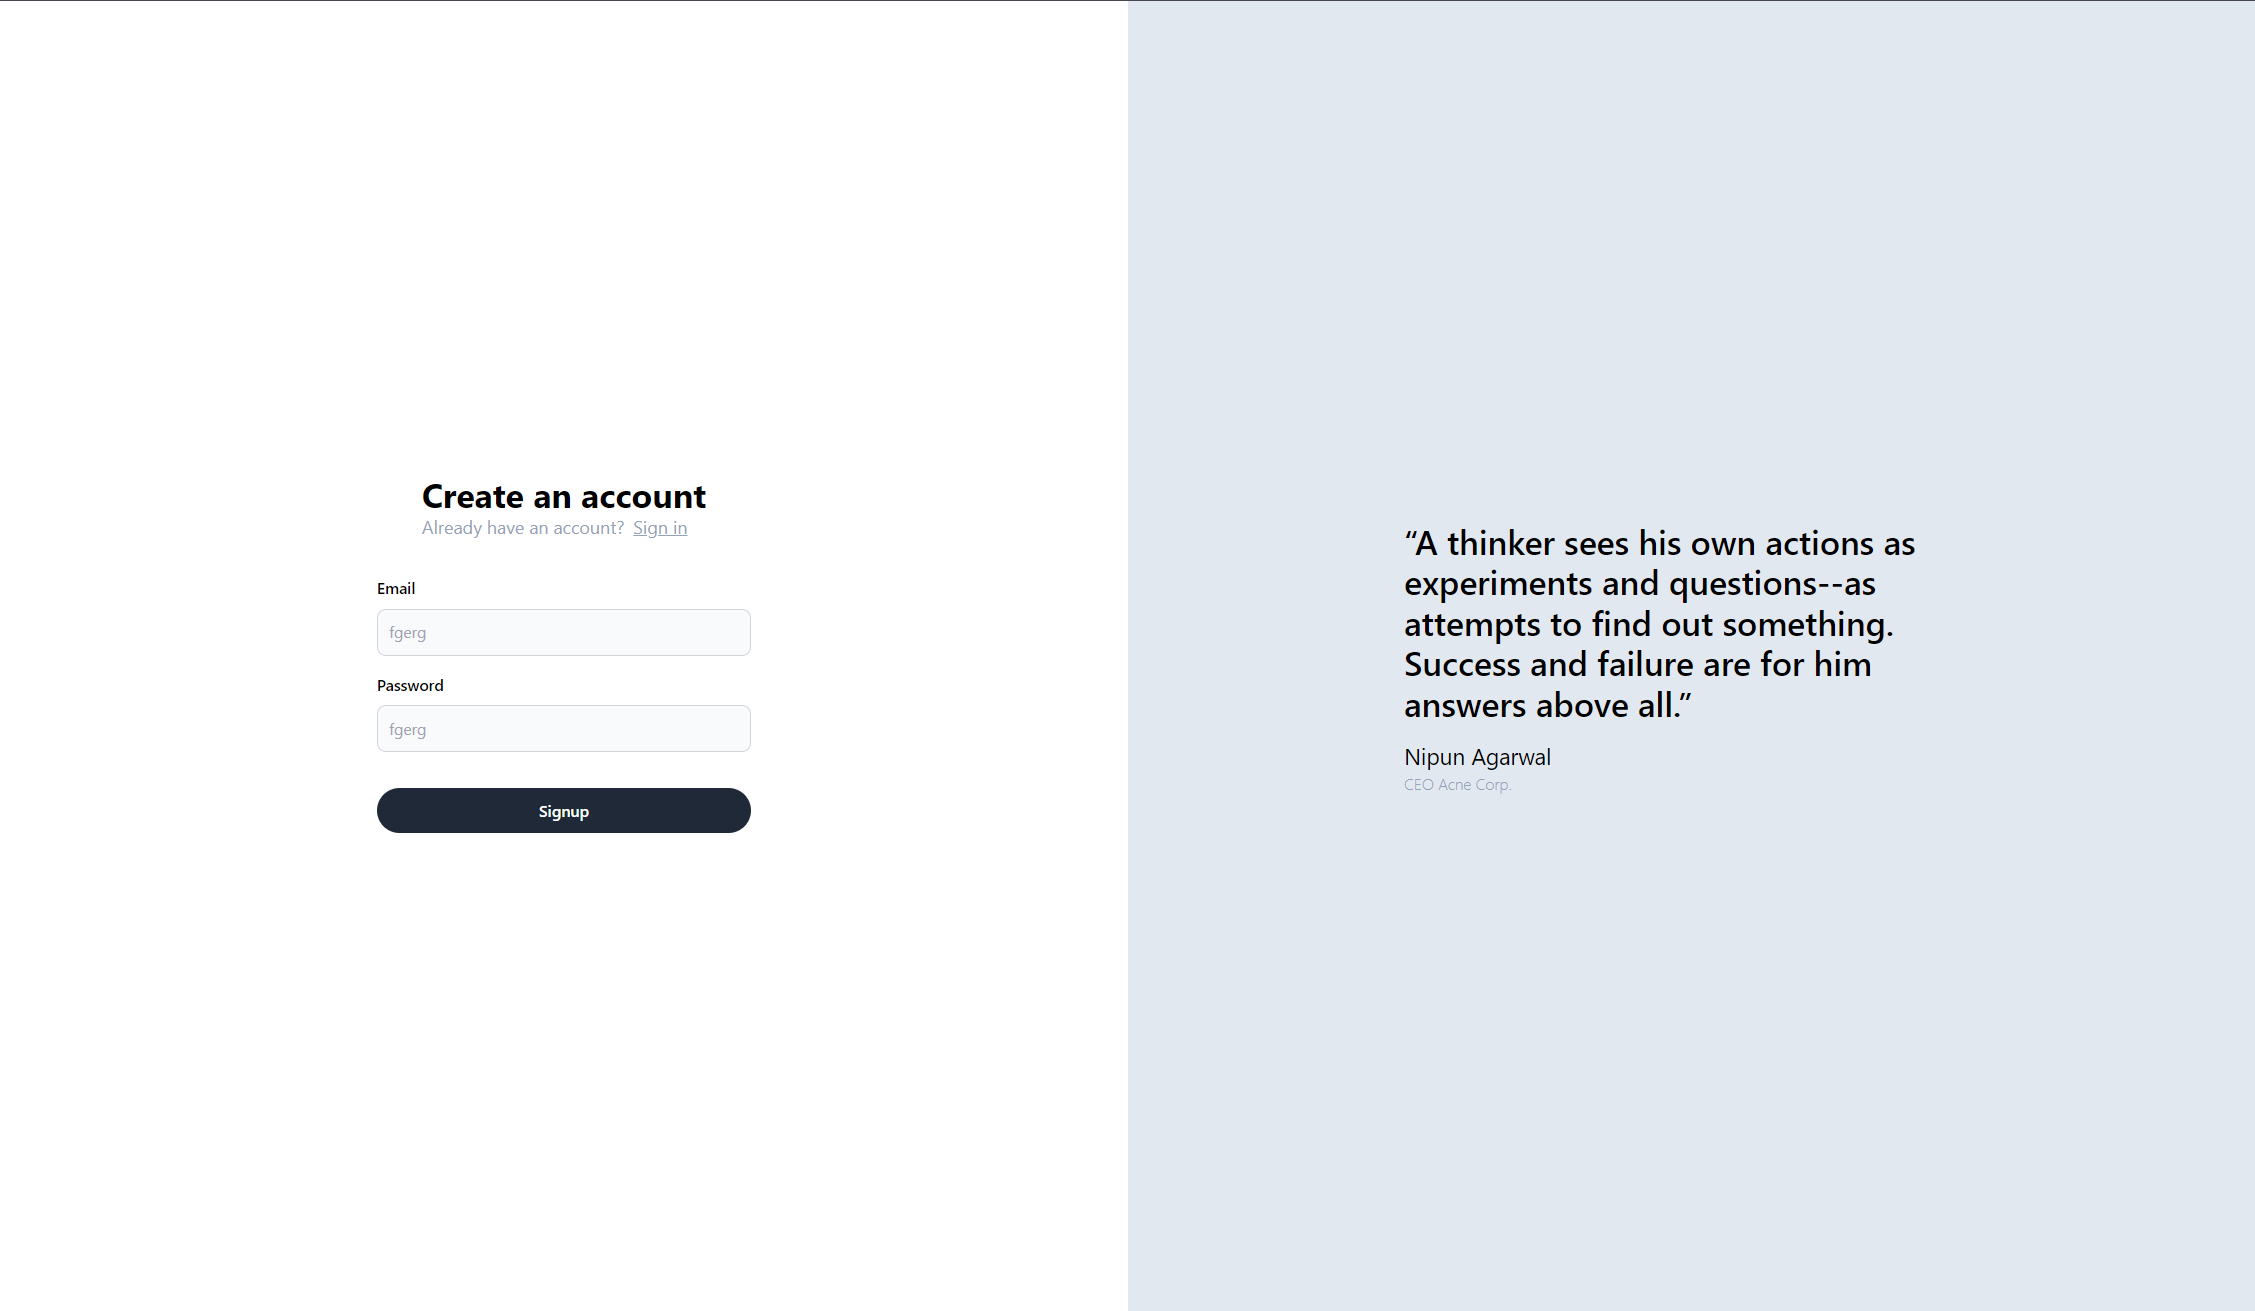 Create an account
Already have an account? Sign in
Email
fgerg
Password
fgerg
Signup
“A thinker sees his own actions as
experiments and questions--as
attempts to find out something.
Success and failure are for him
answers above all.”
Nipun Agarwal
CEO Acne Corp.